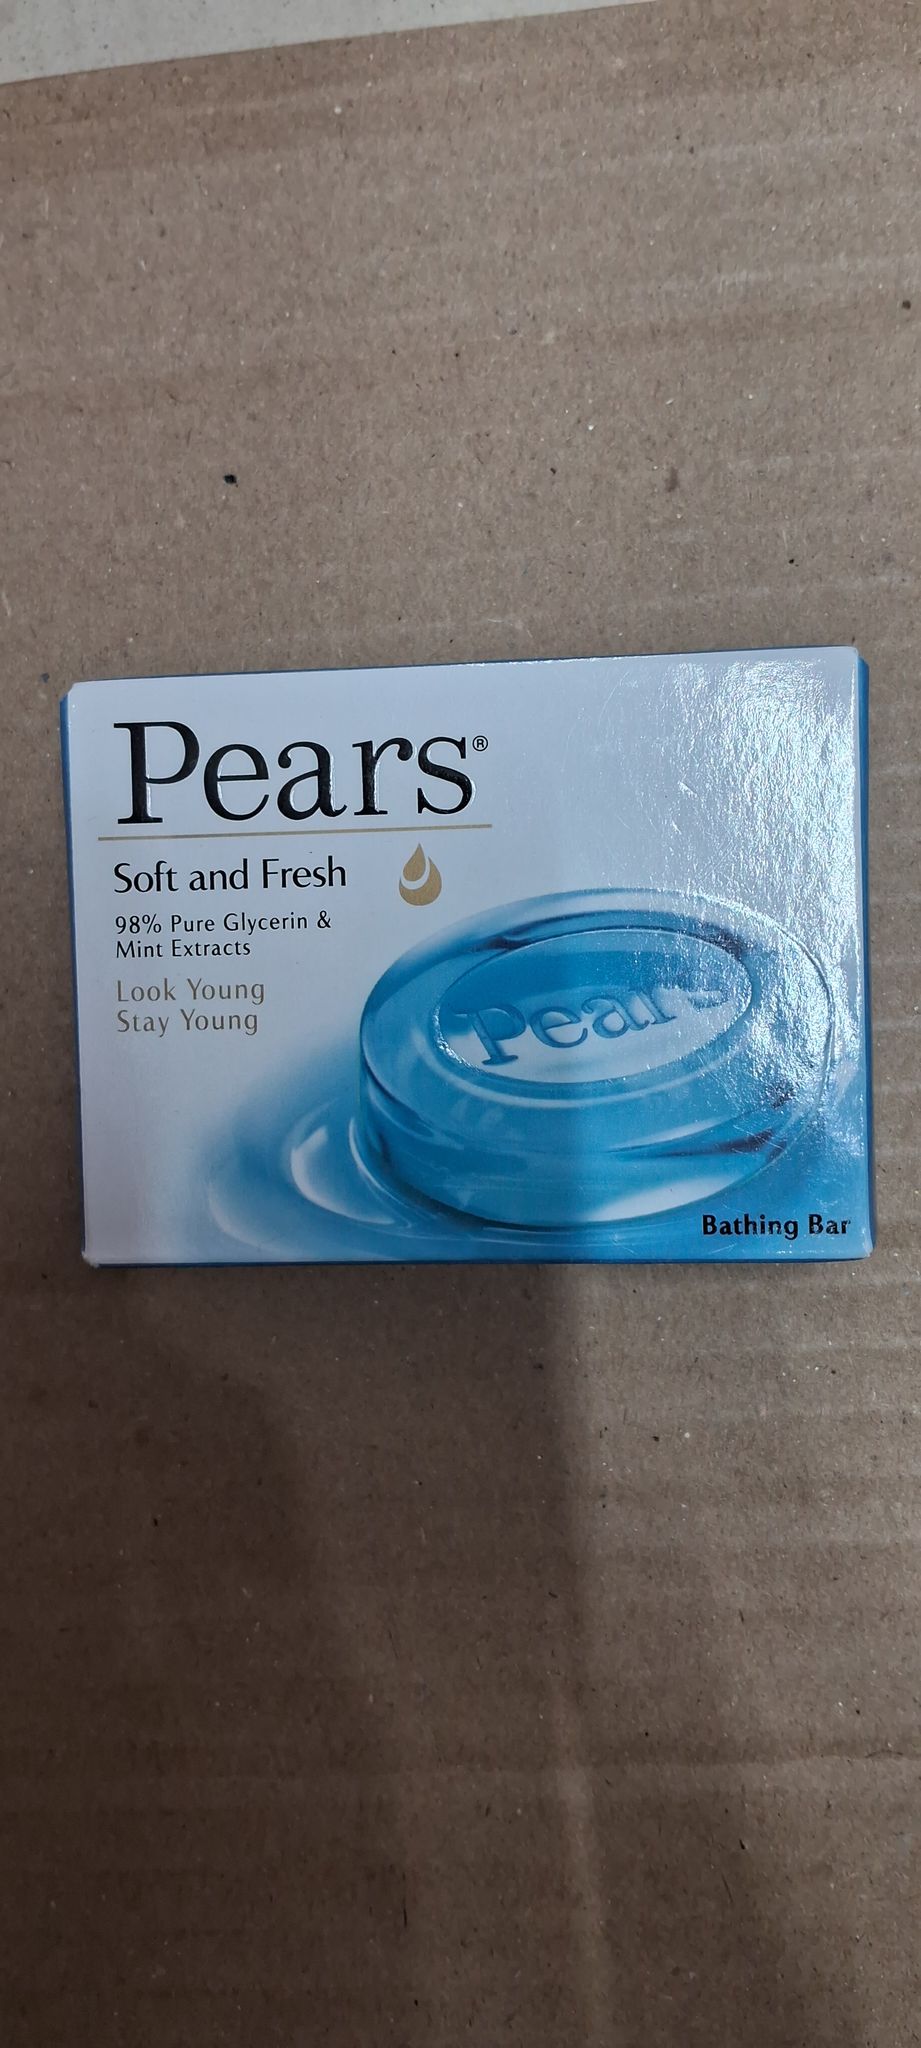 Pears®
Soft and Fresh
98% Pure Glycerin &
Mint Extracts
Look Young
Stay Young
Pears
Bathing Bar